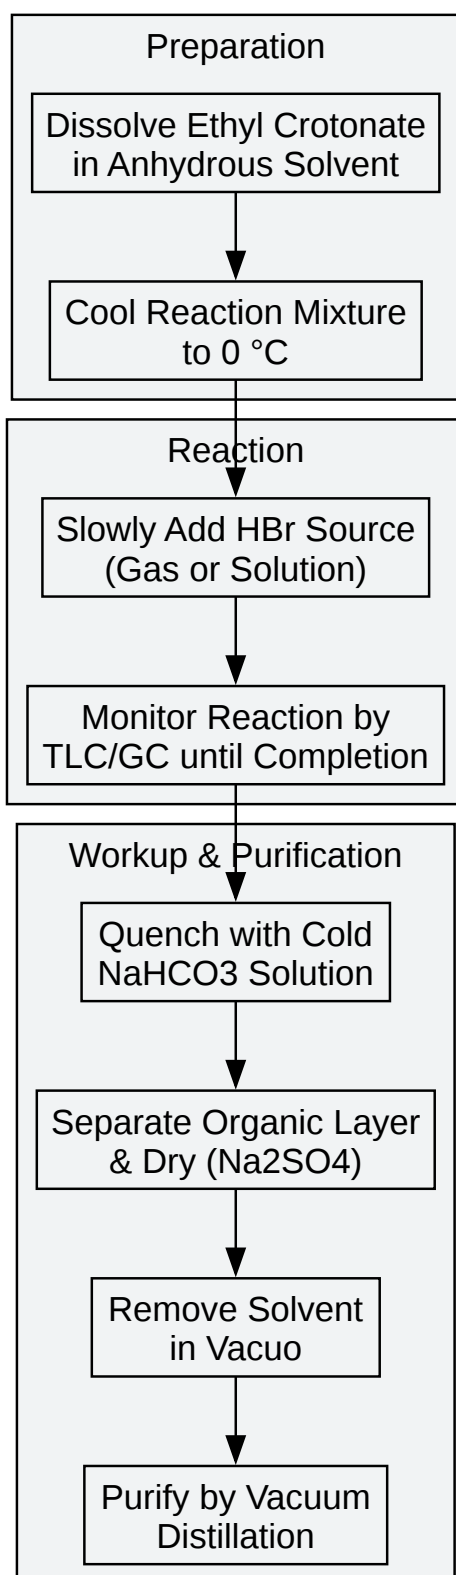 Preparation
Dissolve Ethyl Crotonate
in Anhydrous Solvent
Cool Reaction Mixture
to 0 °C
Reaction
Slowly Add HBr Source
(Gas or Solution)
Monitor Reaction by
TLC/GC until Completion
Workup & Purification
Quench with Cold
NaHCO3 Solution
Separate Organic Layer
& Dry (Na2SO4)
Remove Solvent
in Vacuo
Purify by Vacuum
Distillation